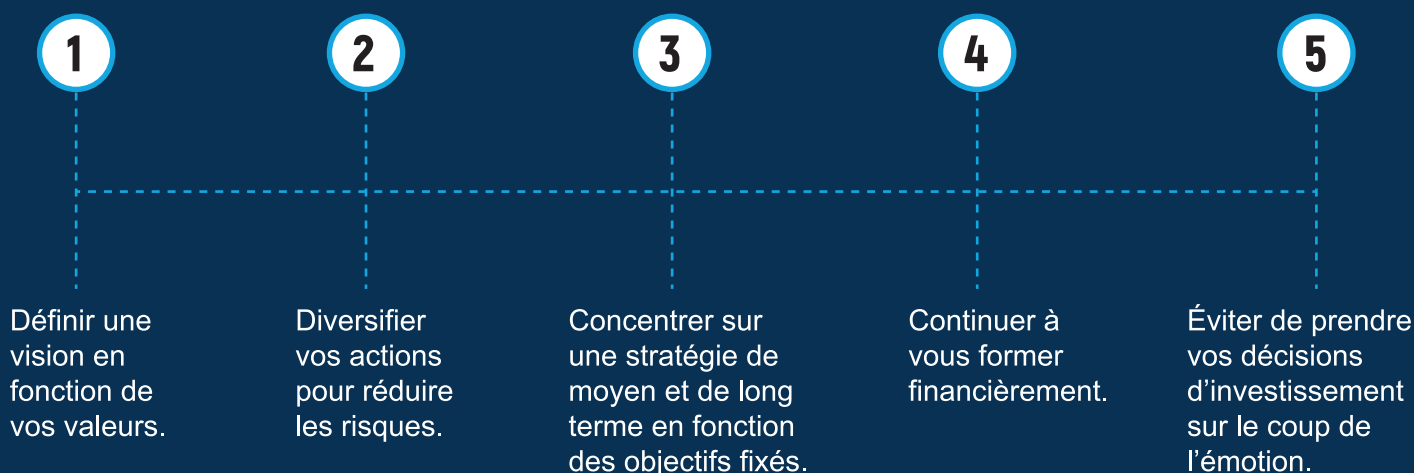 1
2
3
4
5
Définir une
vision en
fonction de
vos valeurs.
Diversifier
vos actions
pour réduire
les risques.
Concentrer sur
une stratégie de
moyen et de long
terme en fonction
des objectifs fixés.
Continuer à
vous former
financièrement.
Éviter de prendre
vos décisions
d’investissement
sur le coup de
l’émotion.